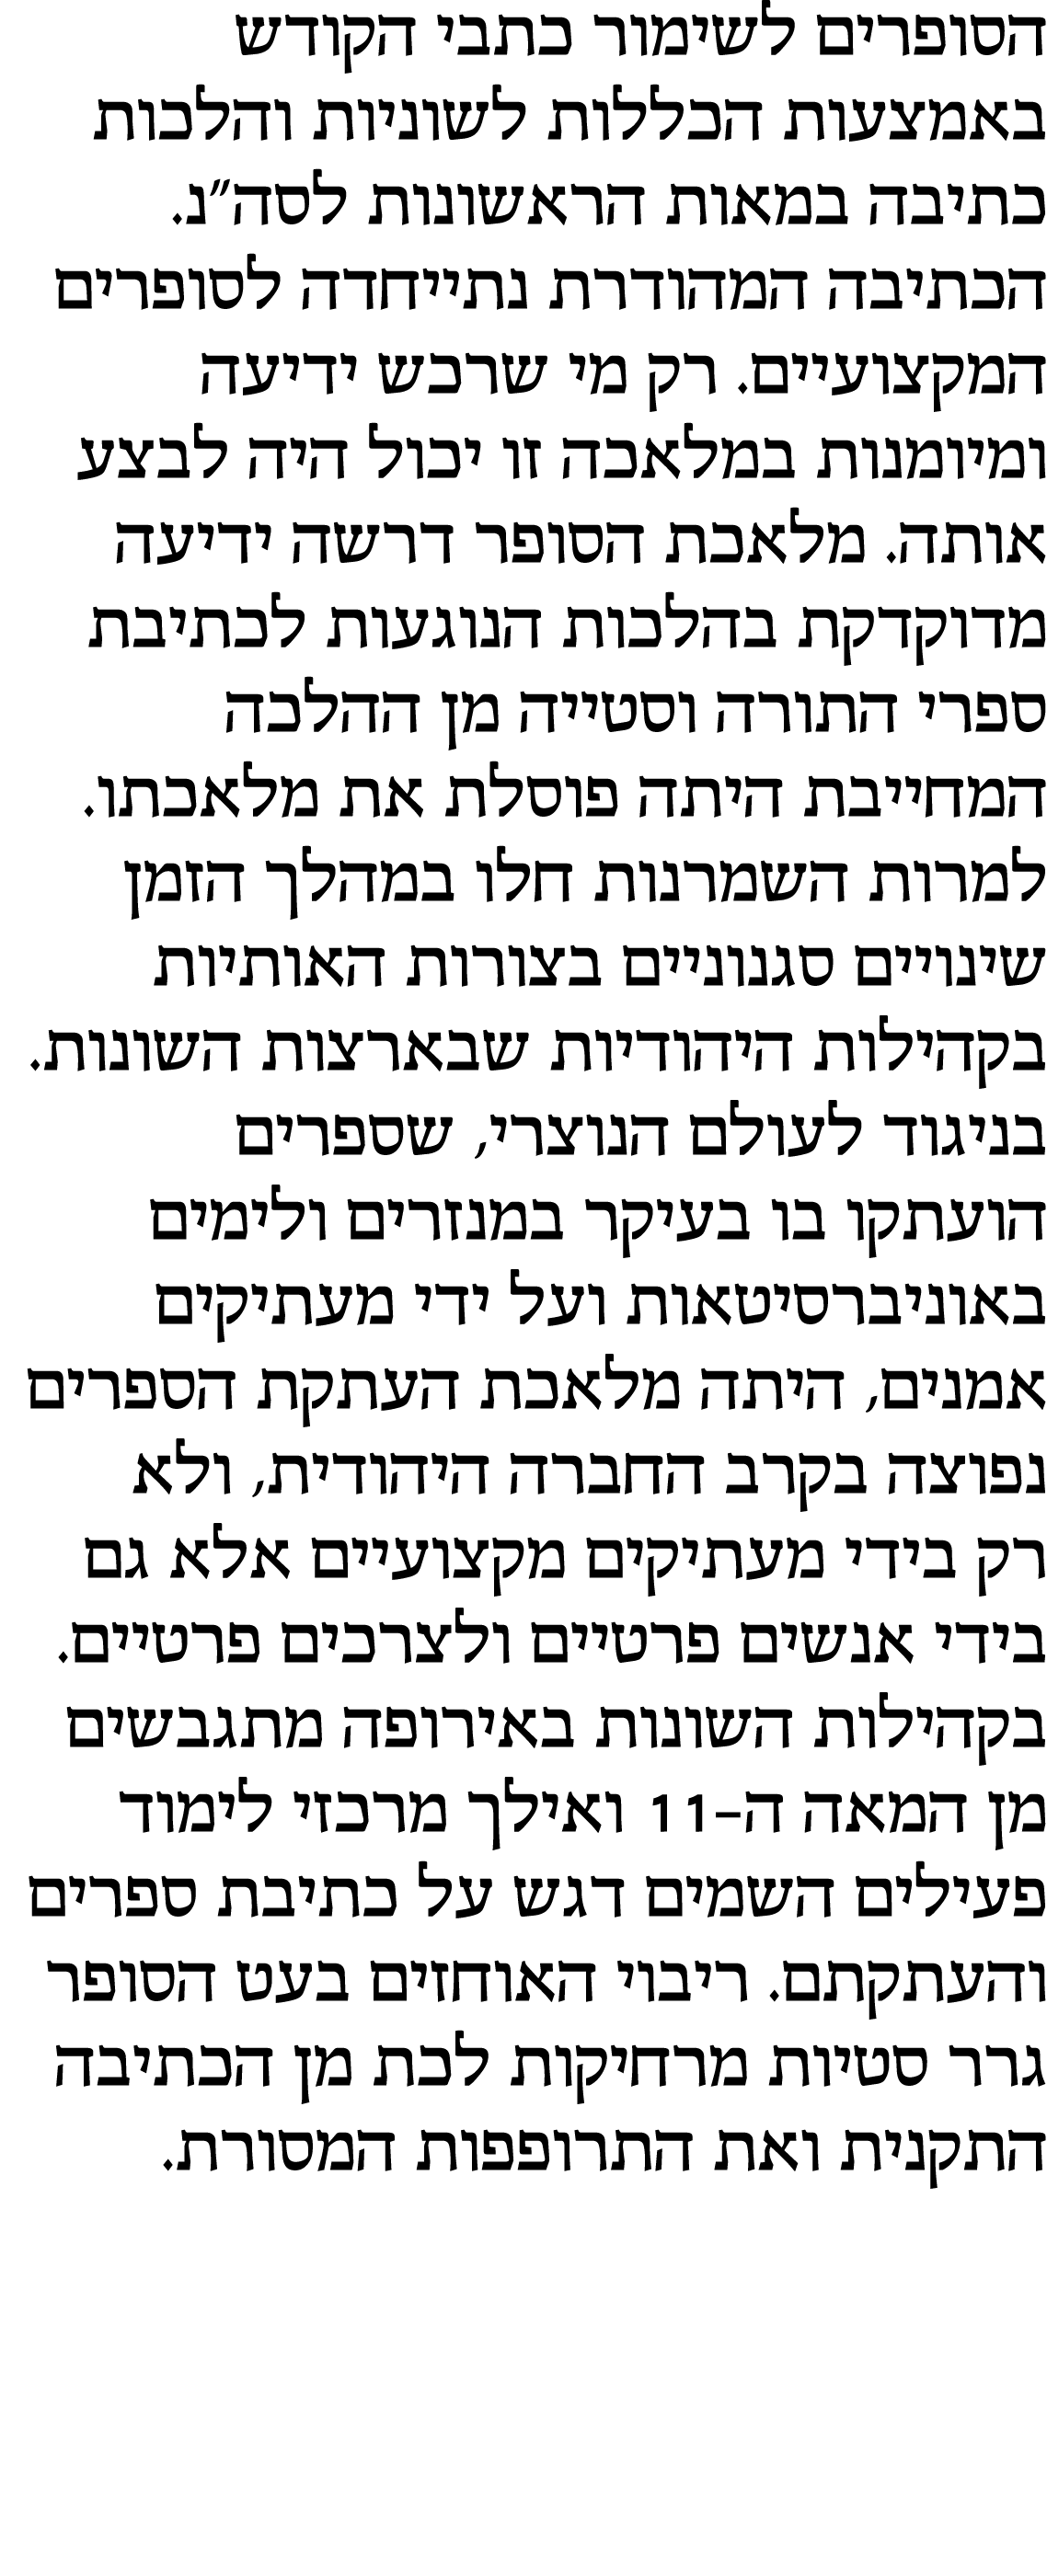 הסופרים לשימור כתבי הקודש
באמצעות הכללות לשוניות והלכות
כתיבה במאות הראשונות לסה״נ.
הכתיבה המהודרת נתייחדה לסופרים
המקצועיים. רק מי שרכש ידיעה
ומיומנות במלאכה זו יכול היה לבצע
אותה. מלאכת הסופר דרשה ידיעה
מדוקדקת בהלכות הנוגעות לכתיבת
ספרי התורה וסטייה מן ההלכה
המחייבת היתה פוסלת את מלאכתו.
למרות השמרנות חלו במהלך הזמן
שינויים סגנוניים בצורות האותיות
בקהילות היהודיות שבארצות השונות.
בניגוד לעולם הנוצרי, שספרים
הועתקו בו בעיקר במנזרים ולימים
באוניברסיטאות ועל ידי מעתיקים
אמנים, היתה מלאכת העתקת הספרים
נפוצה בקרב החברה היהודית, ולא
רק בידי מעתיקים מקצועיים אלא גם
בידי אנשים פרטיים ולצרכים פרטיים.
בקהילות השונות באירופה מתגבשים
מן המאה ה-11 ואילך מרכזי לימוד
פעילים השמים דגש על כתיבת ספרים
והעתקתם. ריבוי האוחזים בעט הסופר
גרר סטיות מרחיקות לכת מן הכתיבה
התקנית ואת התרופפות המסורת.